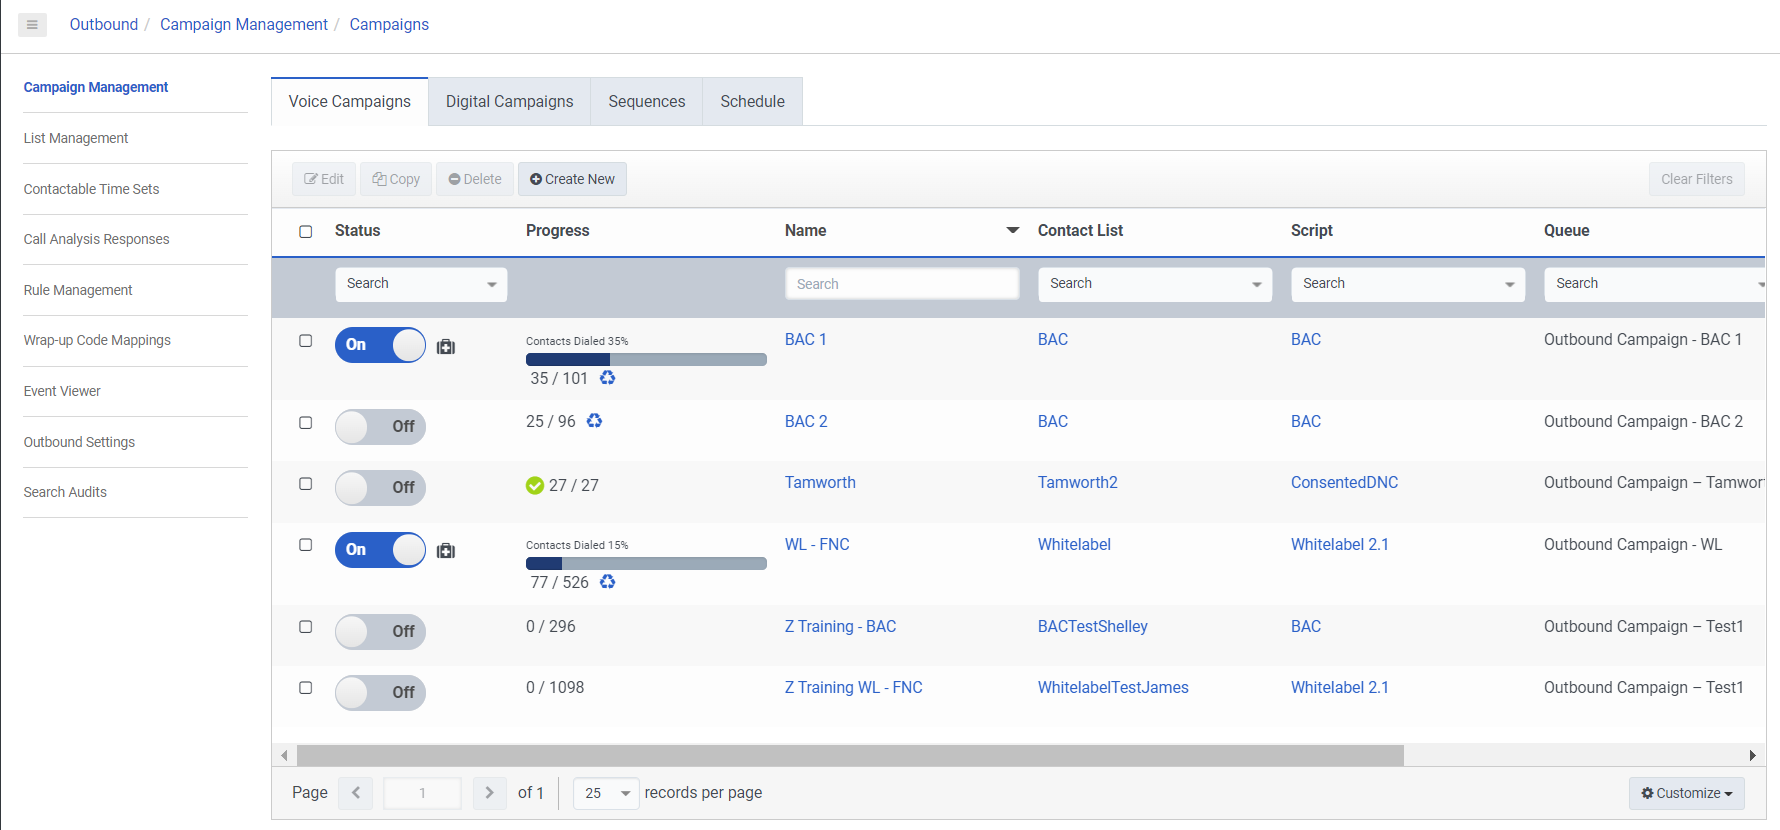 Outbound / Campaign Management / Campaigns
Campaign Management
List Management
Contactable Time Sets
Call Analysis Responses
Rule Management
Wrap-up Code Mappings
Event Viewer
Outbound Settings
Search Audits
Voice Campaigns Digital Campaigns Sequences Schedule
Edit Copy Delete Create New Clear Filters
Status Progress Name Contact List Script Queue
Search Search Search Search Search
On Contacts Dialed 35% BAC 1 BAC BAC Outbound Campaign - BAC 1
35 / 101
Off 25 / 96 BAC 2 BAC BAC Outbound Campaign - BAC 2
Off 27 / 27 Tamworth Tamworth2 ConsentedDNC Outbound Campaign – Tamwor
On Contacts Dialed 15% WL - FNC Whitelabel Whitelabel 2.1 Outbound Campaign - WL
77 / 526
Off 0 / 296 Z Training - BAC BACTestShelley BAC Outbound Campaign – Test1
Off 0 / 1098 Z Training WL - FNC WhitelabelTestJames Whitelabel 2.1 Outbound Campaign – Test1
Page 1 of 1 25 records per page Customize